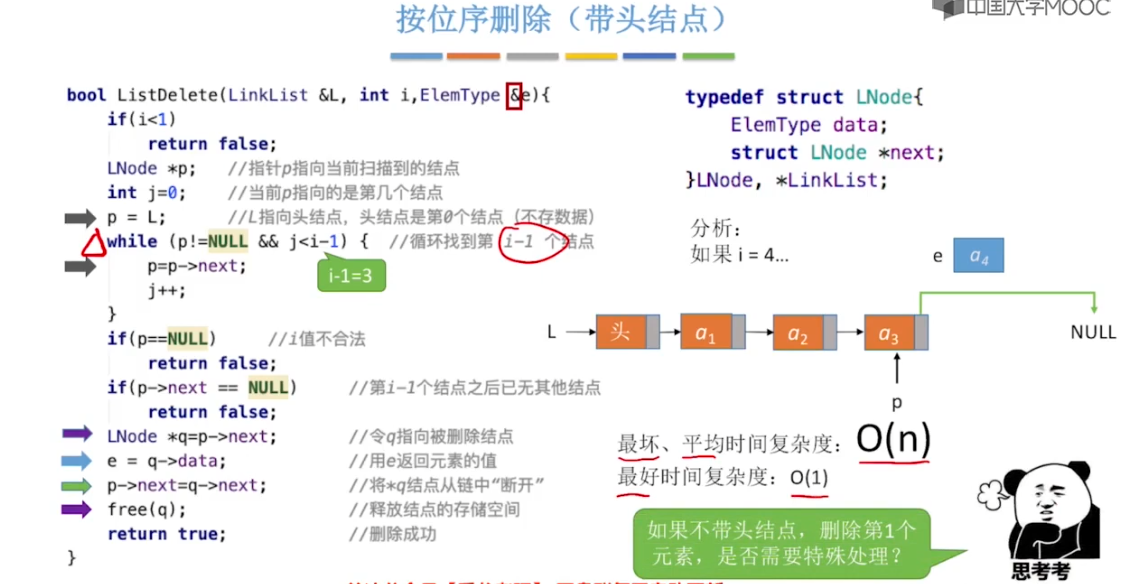 中国大学MOOC
按位序删除（带头结点）
bool ListDelete(LinkList &L, int i,ElemType &e){
if(i<1)
return false;
LNode *p; //指针p指向当前扫描到的结点
int j=0; //当前p指向的是第几个结点
p = L; //L指向头结点，头结点是第0个结点（不存数据）
while (p!=NULL && j<i-1) { //循环找到第 i-1 个结点
p=p->next;
i-1=3
j++;
}
if(p==NULL) //i值不合法
return false;
if(p->next == NULL) //第i-1个结点之后已无其他结点
return false;
LNode *q=p->next; //令q指向被删除结点
e = q->data; //用e返回元素的值
p->next=q->next; //将*q结点从链中“断开”
free(q); //释放结点的存储空间
return true; //删除成功
}
typedef struct LNode{
ElemType data;
struct LNode *next;
}LNode, *LinkList;
分析：
如果 i = 4...
e a4
L 头 a1 a2 a3 NULL
p
最坏、平均时间复杂度：O(n)
最好时间复杂度：O(1)
如果不带头结点，删除第1个
元素，是否需要特殊处理？
思考考